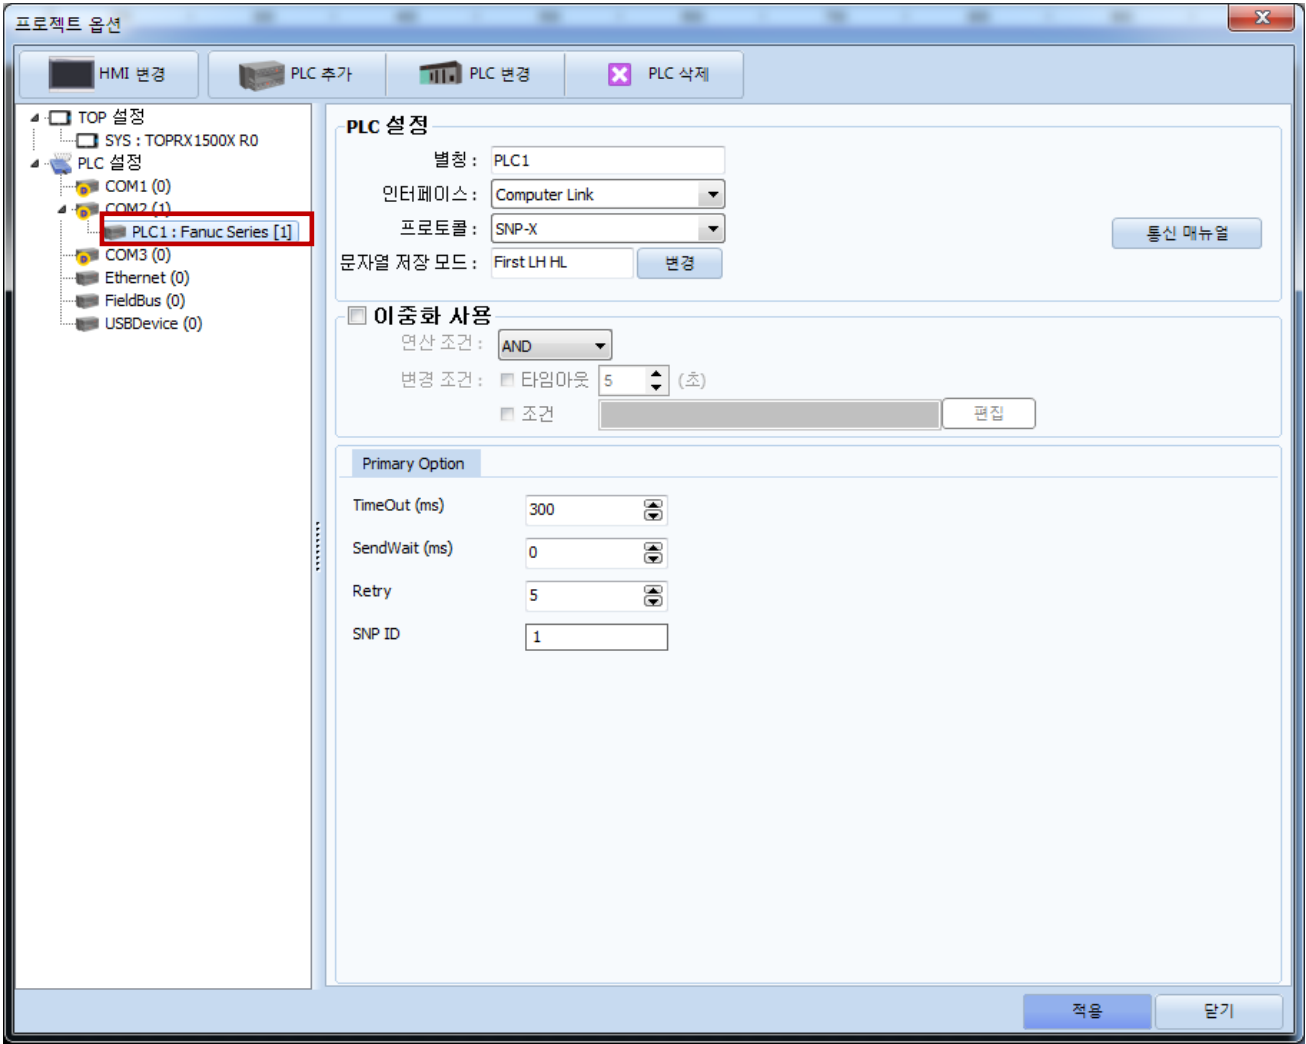 프로젝트 옵션
HMI 변경
PLC 추가
PLC 변경
PLC 삭제
TOP 설정
SYS : TOPRX1500X R0
PLC 설정
COM1 (0)
COM2 (1)
PLC1 : Fanuc Series [1]
COM3 (0)
Ethernet (0)
FieldBus (0)
USBDevice (0)
PLC 설정
별칭 : PLC1
인터페이스 : Computer Link
프로토콜 : SNP-X
통신 매뉴얼
문자열 저장 모드 : First LH HL 변경
이중화 사용
연산 조건 : AND
변경 조건 : 타임아웃 5 (초)
조건 편집
Primary Option
TimeOut (ms) 300
SendWait (ms) 0
Retry 5
SNP ID 1
적용 닫기